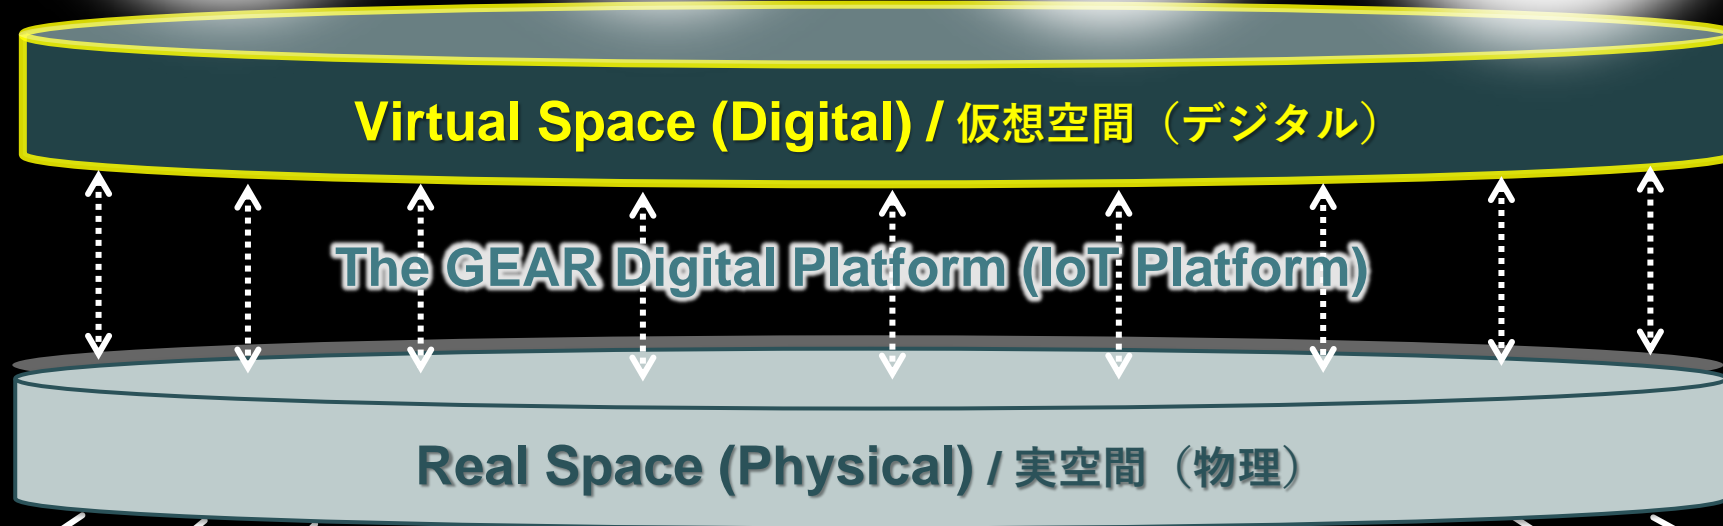 Virtual Space (Digital) / 仮想空間（デジタル）
The GEAR Digital Platform (IoT Platform)
Real Space (Physical) / 実空間（物理）